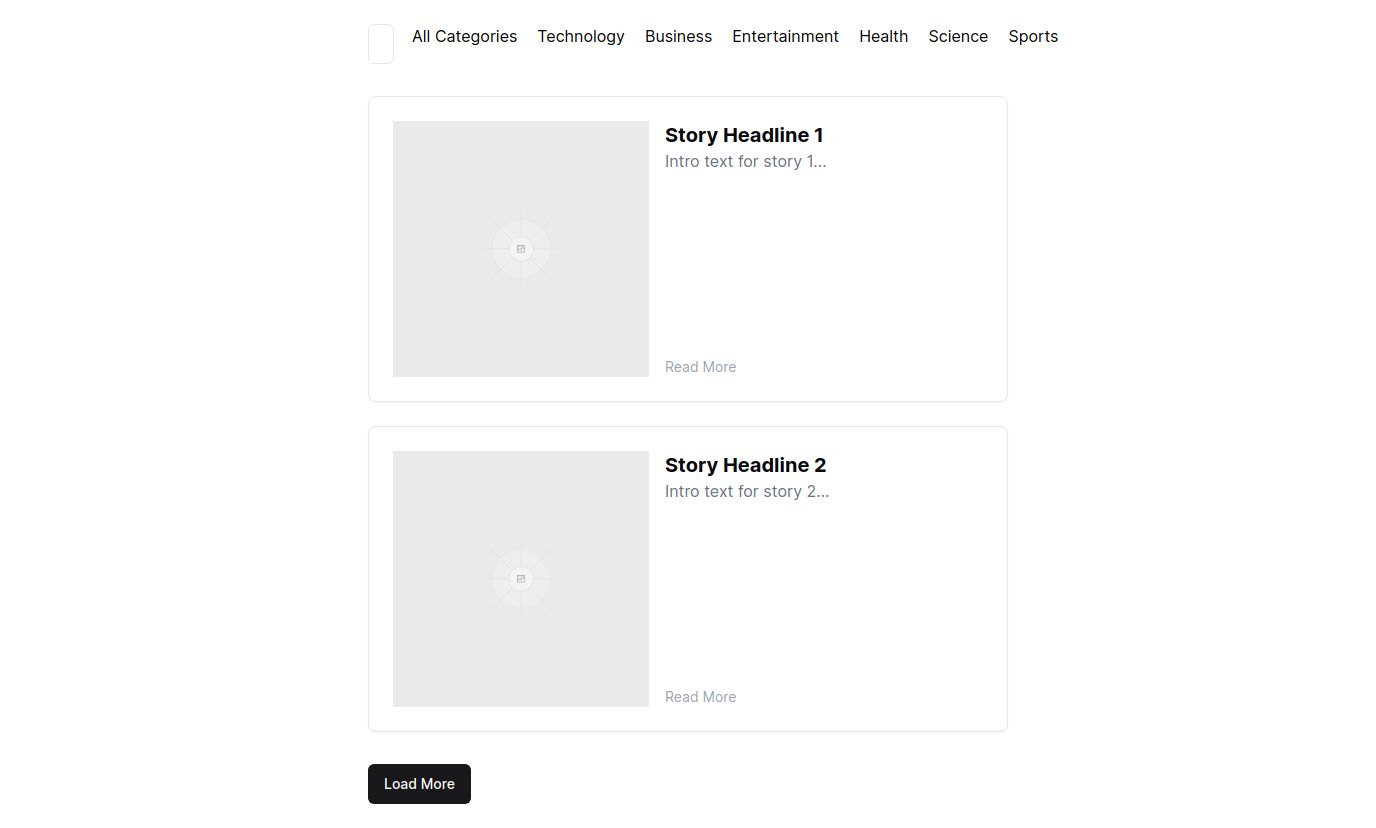 All Categories Technology Business Entertainment Health Science Sports
Story Headline 1
Intro text for story 1...
Read More
Story Headline 2
Intro text for story 2...
Read More
Load More